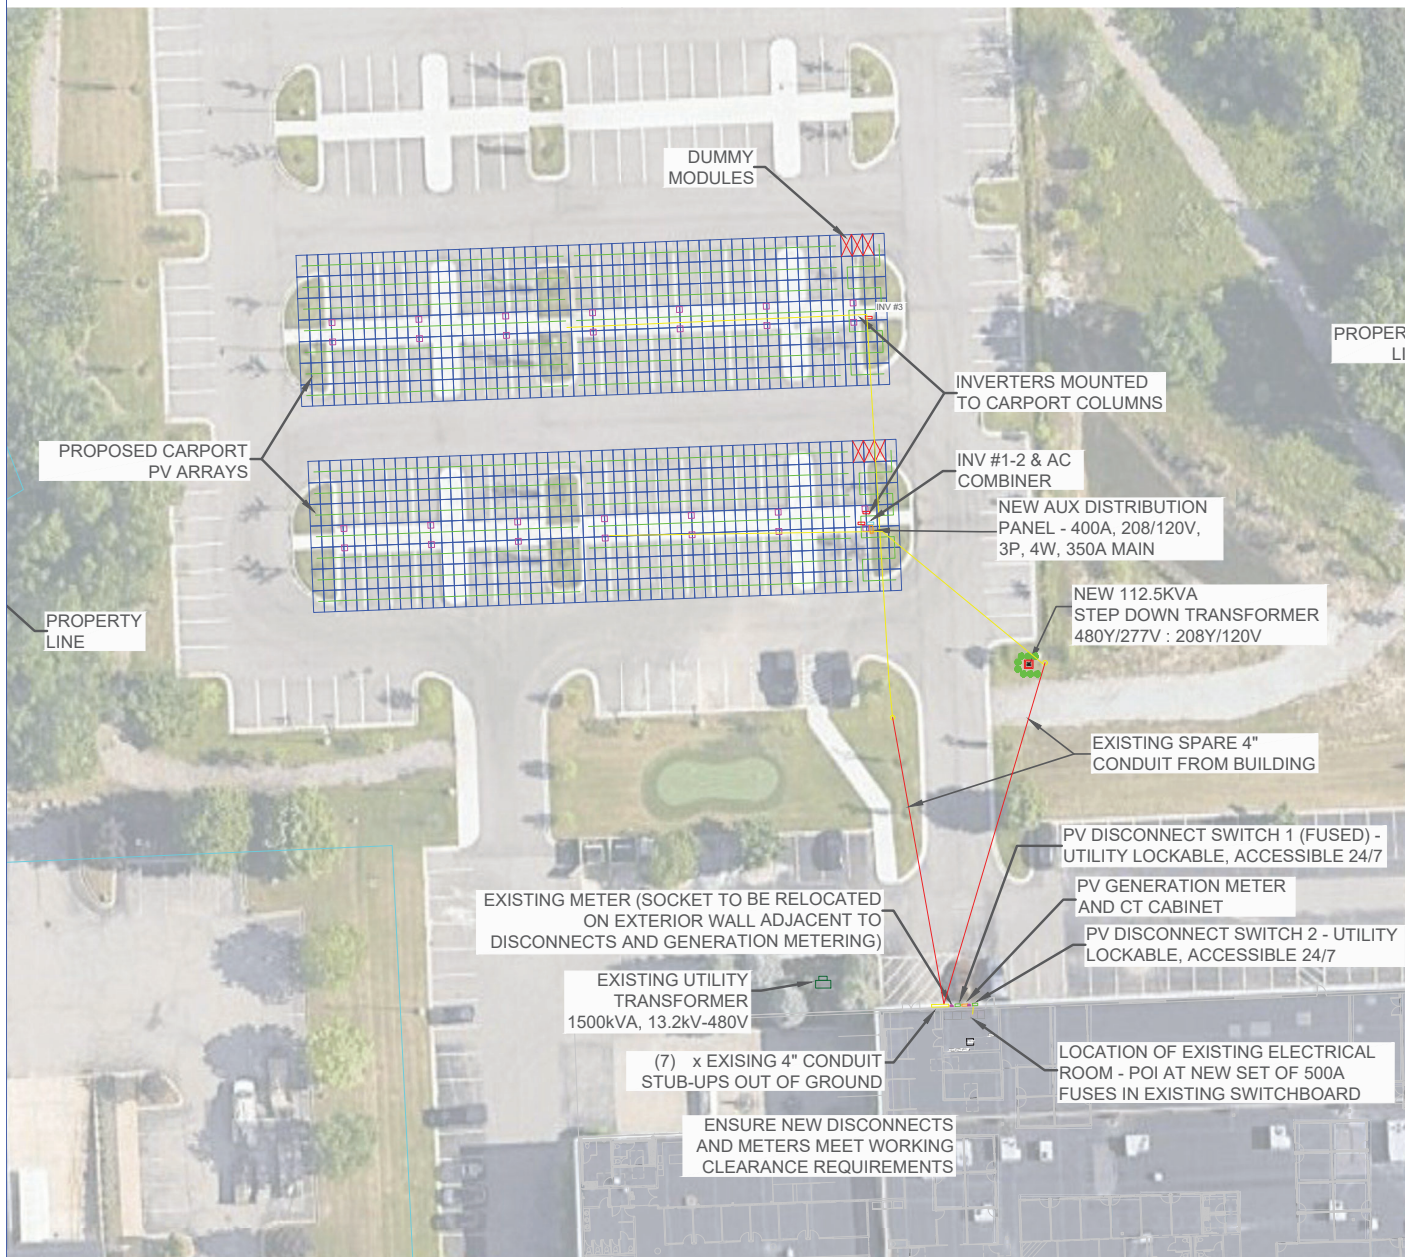 DUMMY
MODULES
INV #3
PROPER
LI
INVERTERS MOUNTED
TO CARPORT COLUMNS
PROPOSED CARPORT
PV ARRAYS
INV #1-2 & AC
COMBINER
NEW AUX DISTRIBUTION
PANEL - 400A, 208/120V,
3P, 4W, 350A MAIN
NEW 112.5KVA
STEP DOWN TRANSFORMER
480Y/277V : 208Y/120V
PROPERTY
LINE
EXISTING SPARE 4"
CONDUIT FROM BUILDING
PV DISCONNECT SWITCH 1 (FUSED) -
UTILITY LOCKABLE, ACCESSIBLE 24/7
PV GENERATION METER
AND CT CABINET
EXISTING METER (SOCKET TO BE RELOCATED
ON EXTERIOR WALL ADJACENT TO
DISCONNECTS AND GENERATION METERING)
PV DISCONNECT SWITCH 2 - UTILITY
LOCKABLE, ACCESSIBLE 24/7
EXISTING UTILITY
TRANSFORMER
1500kVA, 13.2kV-480V
(7) x EXISING 4" CONDUIT
STUB-UPS OUT OF GROUND
LOCATION OF EXISTING ELECTRICAL
ROOM - POI AT NEW SET OF 500A
FUSES IN EXISTING SWITCHBOARD
ENSURE NEW DISCONNECTS
AND METERS MEET WORKING
CLEARANCE REQUIREMENTS